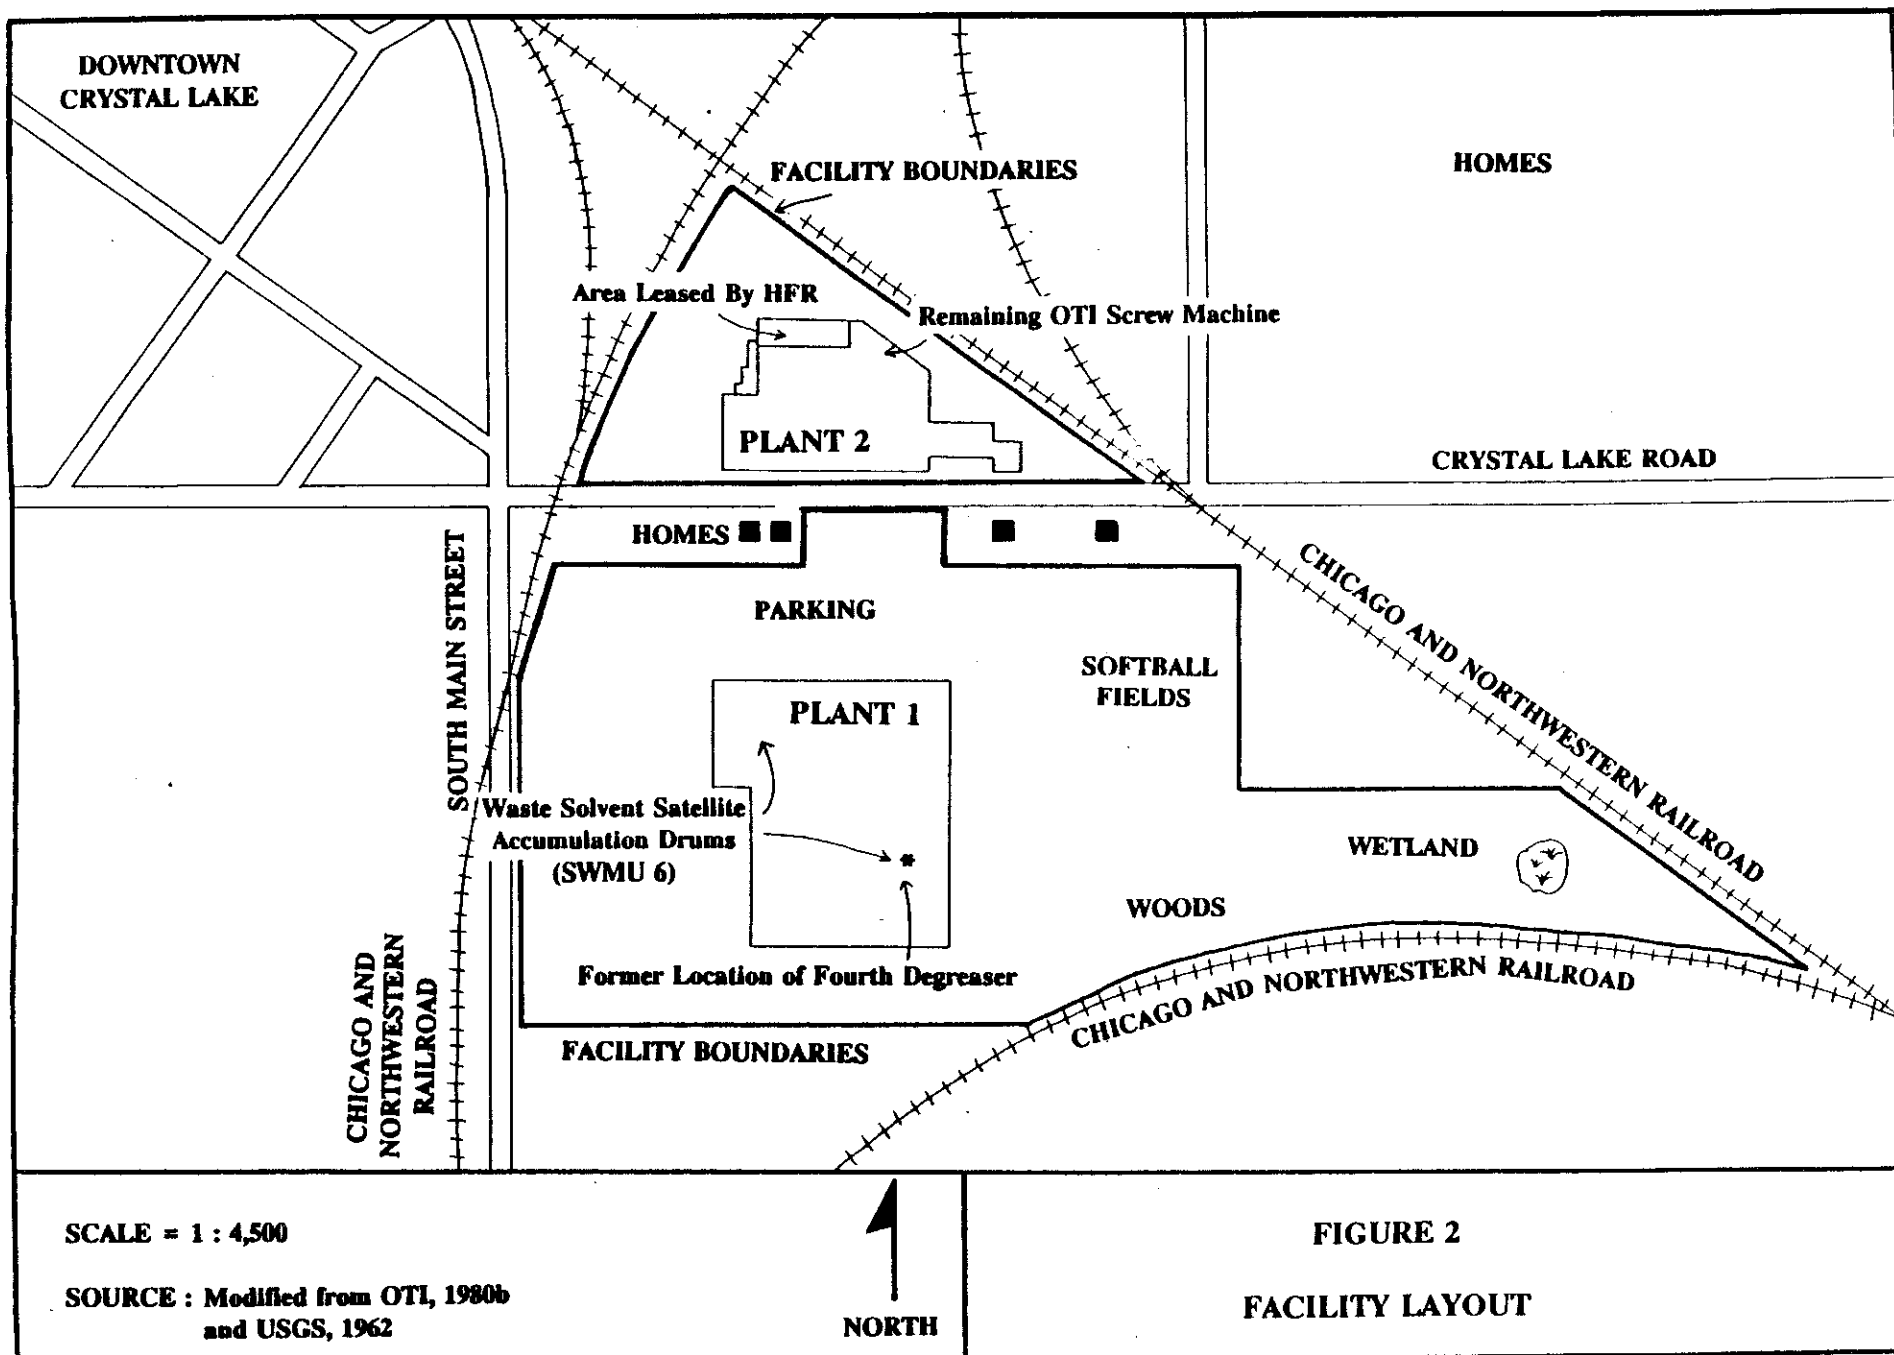 DOWNTOWN
CRYSTAL LAKE
FACILITY BOUNDARIES
HOMES
Area Leased By HFR
Remaining OTI Screw Machine
PLANT 2
CRYSTAL LAKE ROAD
HOMES
SOUTH MAIN STREET
PARKING
SOFTBALL
FIELDS
CHICAGO AND NORTHWESTERN RAILROAD
PLANT 1
Waste Solvent Satellite
Accumulation Drums
(SWMU 6)
*
WETLAND
WOODS
Former Location of Fourth Degreaser
CHICAGO AND NORTHWESTERN RAILROAD
CHICAGO AND
NORTHWESTERN
RAILROAD
FACILITY BOUNDARIES
SCALE = 1 : 4,500
SOURCE : Modified from OTI, 1980b
and USGS, 1962
NORTH
FIGURE 2
FACILITY LAYOUT